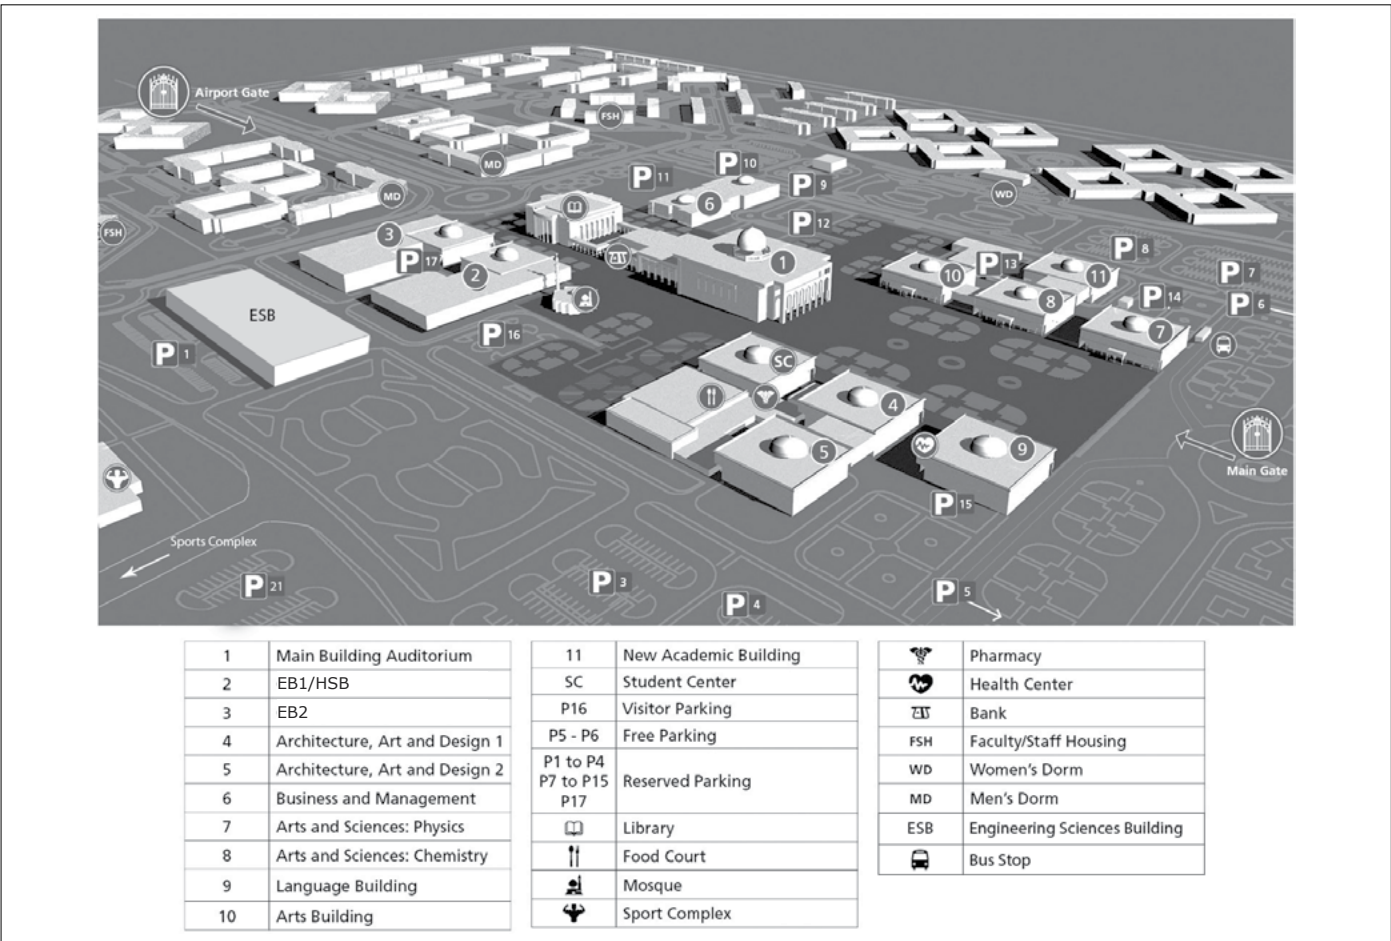 Airport Gate
FSH
MD
P 11
P 10
P 9
MD
WD
6
FSH
3
P 12
P 17
2
1
10
P 13
11
P 8
P 7
8
P 14
P 6
ESB
7
P 16
P 1
SC
4
5
9
Main Gate
P 15
Sports Complex
P 21
P 3
P 4
P 5
1 Main Building Auditorium
2 EB1/HSB
3 EB2
4 Architecture, Art and Design 1
5 Architecture, Art and Design 2
6 Business and Management
7 Arts and Sciences: Physics
8 Arts and Sciences: Chemistry
9 Language Building
10 Arts Building
11 New Academic Building
SC Student Center
P16 Visitor Parking
P5 - P6 Free Parking
P1 to P4
P7 to P15 Reserved Parking
P17
Library
Food Court
Mosque
Sport Complex
Pharmacy
Health Center
Bank
FSH Faculty/Staff Housing
WD Women's Dorm
MD Men's Dorm
ESB Engineering Sciences Building
Bus Stop